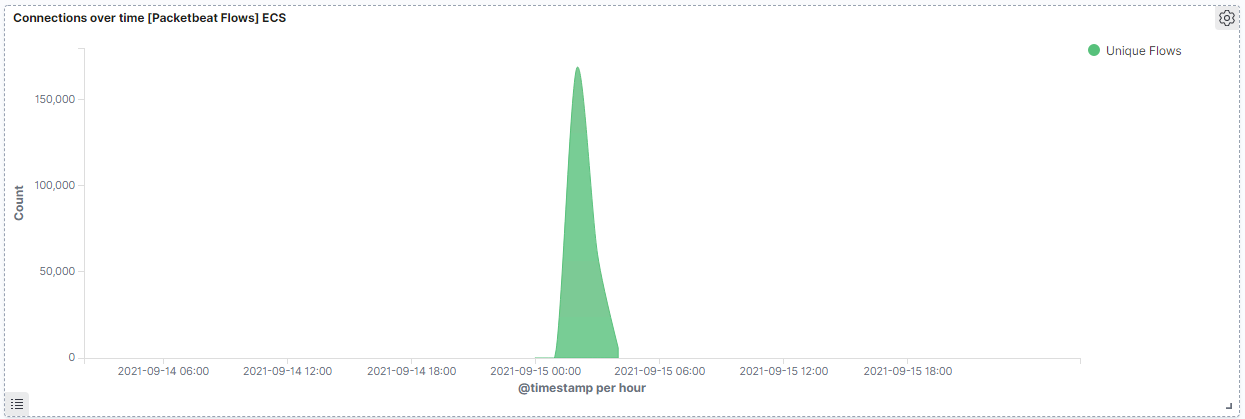 Connections over time [Packetbeat Flows] ECS
Unique Flows
150,000
100,000
50,000
0
Count
2021-09-14 06:00 2021-09-14 12:00 2021-09-14 18:00 2021-09-15 00:00 2021-09-15 06:00 2021-09-15 12:00 2021-09-15 18:00
@timestamp per hour